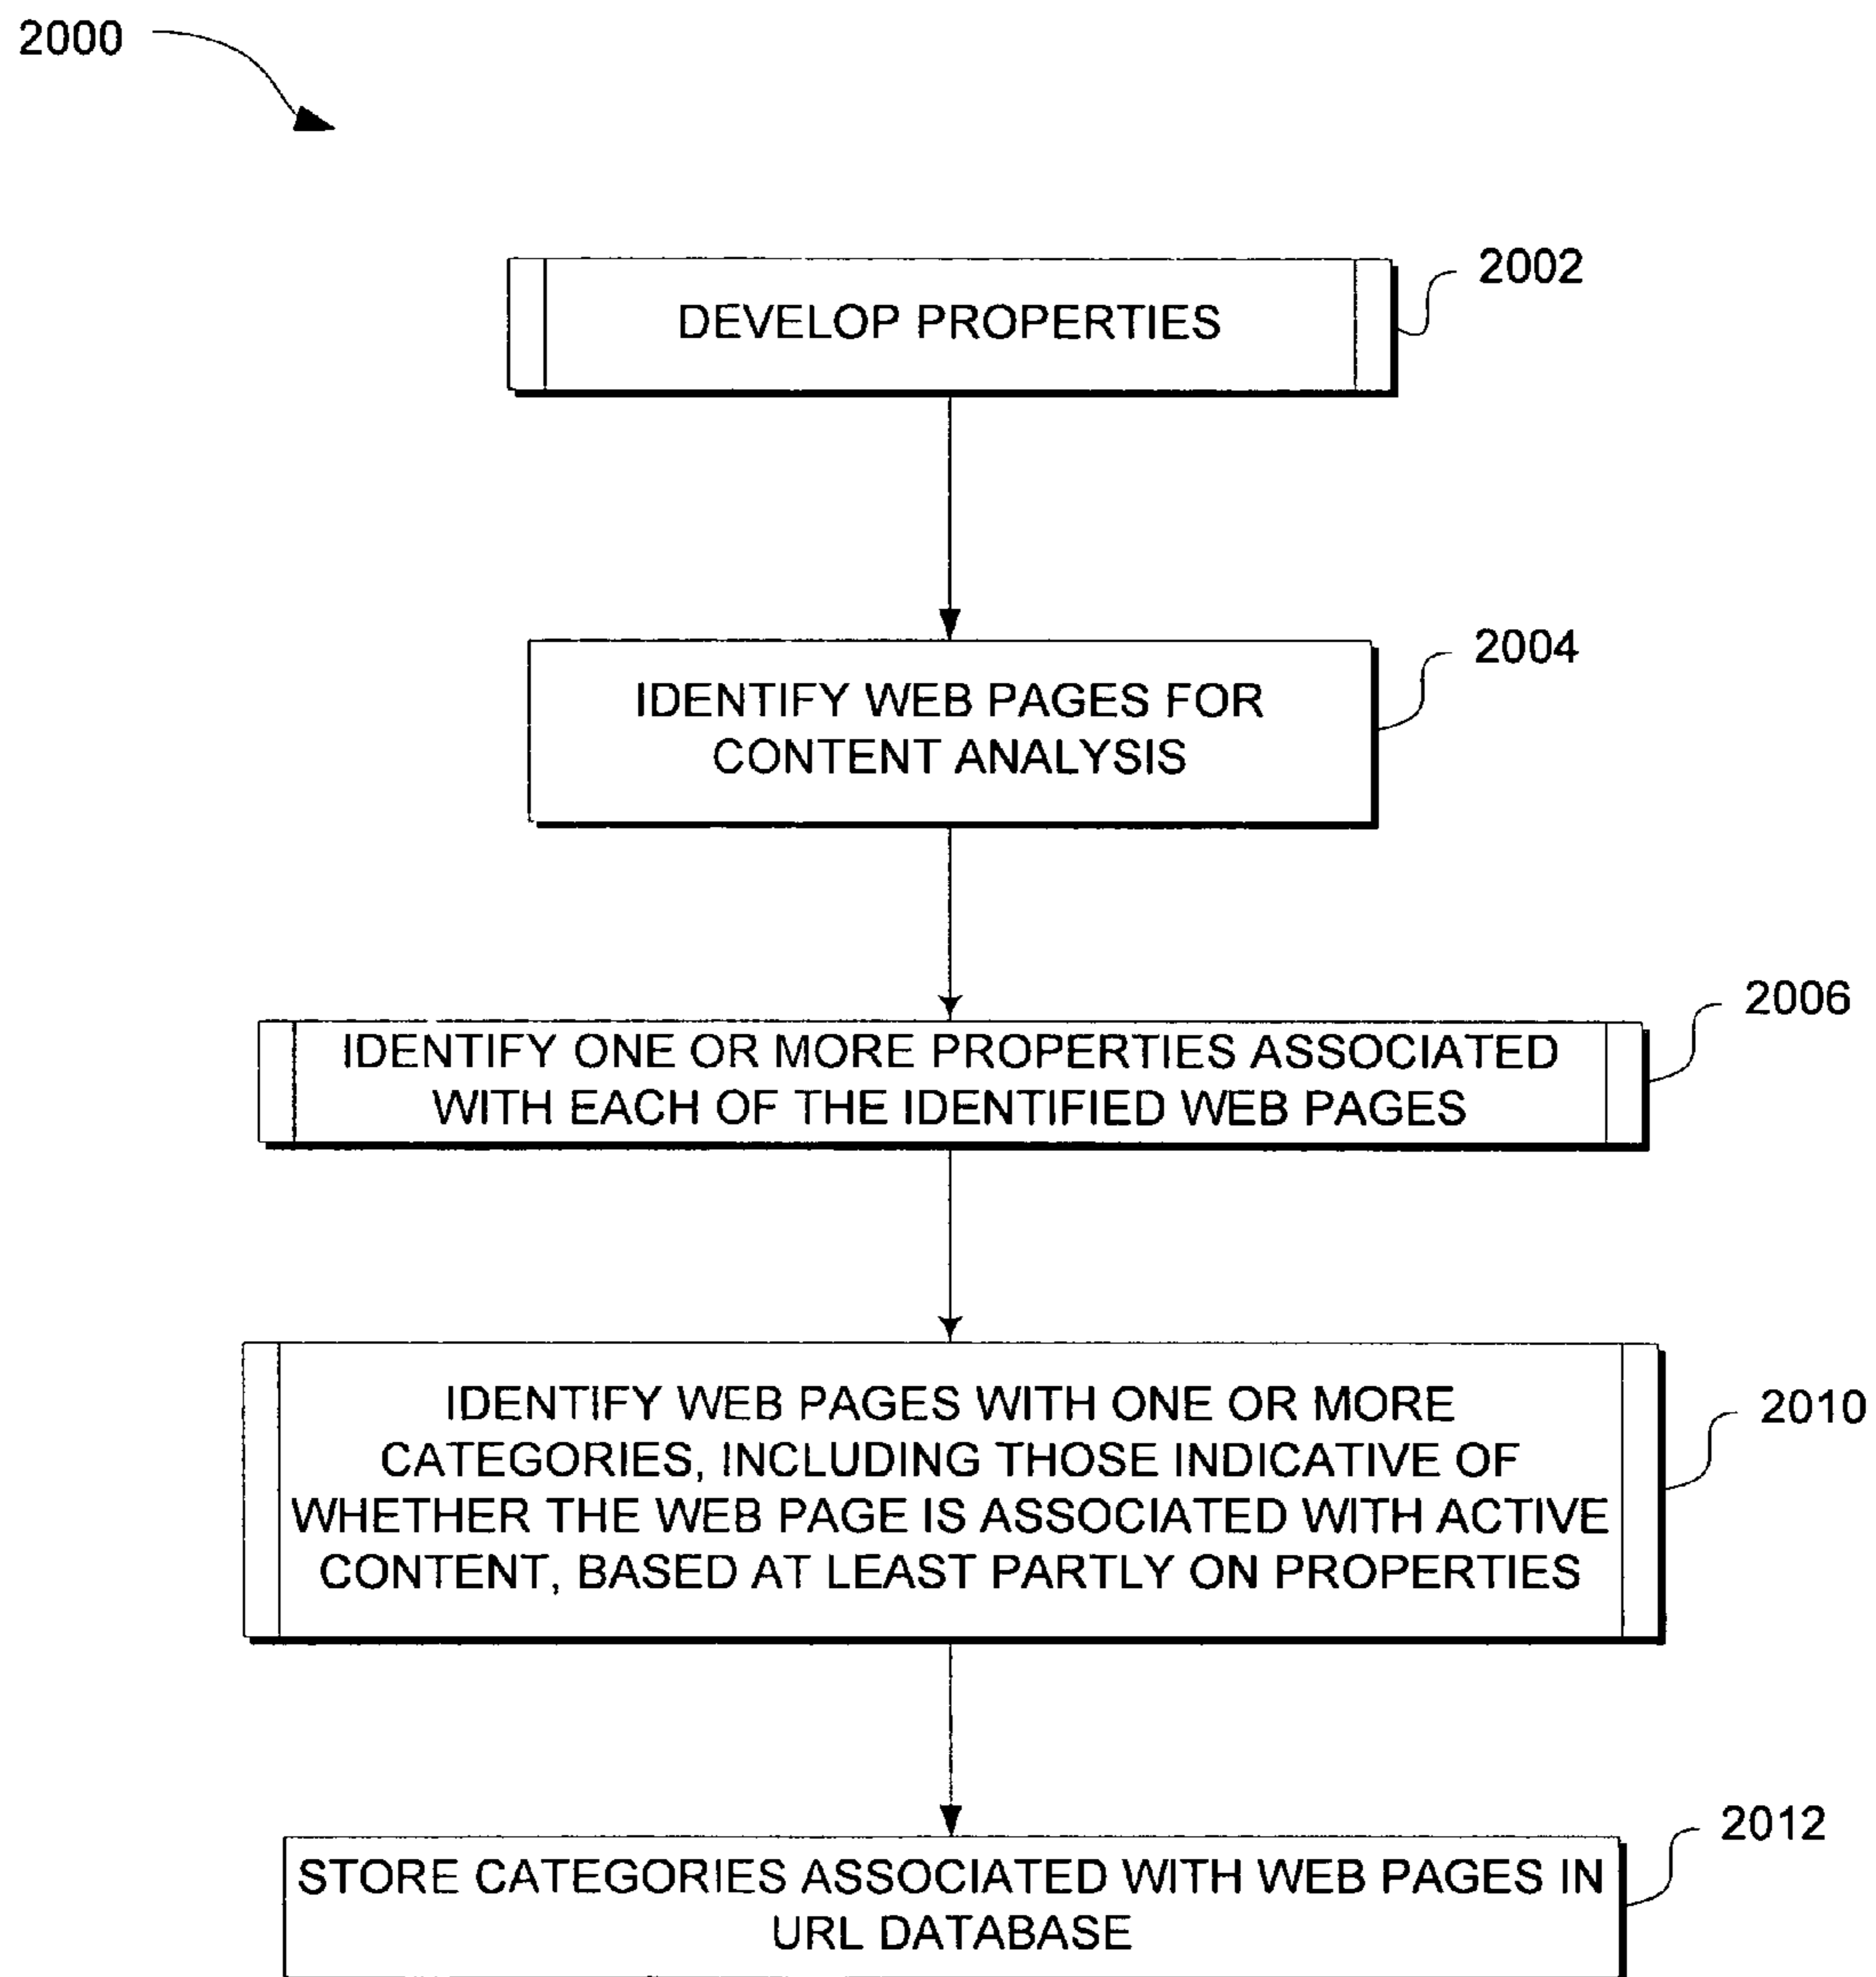 2000
2002
DEVELOP PROPERTIES
2004
IDENTIFY WEB PAGES FOR
CONTENT ANALYSIS
2006
IDENTIFY ONE OR MORE PROPERTIES ASSOCIATED
WITH EACH OF THE IDENTIFIED WEB PAGES
2010
IDENTIFY WEB PAGES WITH ONE OR MORE
CATEGORIES, INCLUDING THOSE INDICATIVE OF
WHETHER THE WEB PAGE IS ASSOCIATED WITH ACTIVE
CONTENT, BASED AT LEAST PARTLY ON PROPERTIES
2012
STORE CATEGORIES ASSOCIATED WITH WEB PAGES IN
URL DATABASE